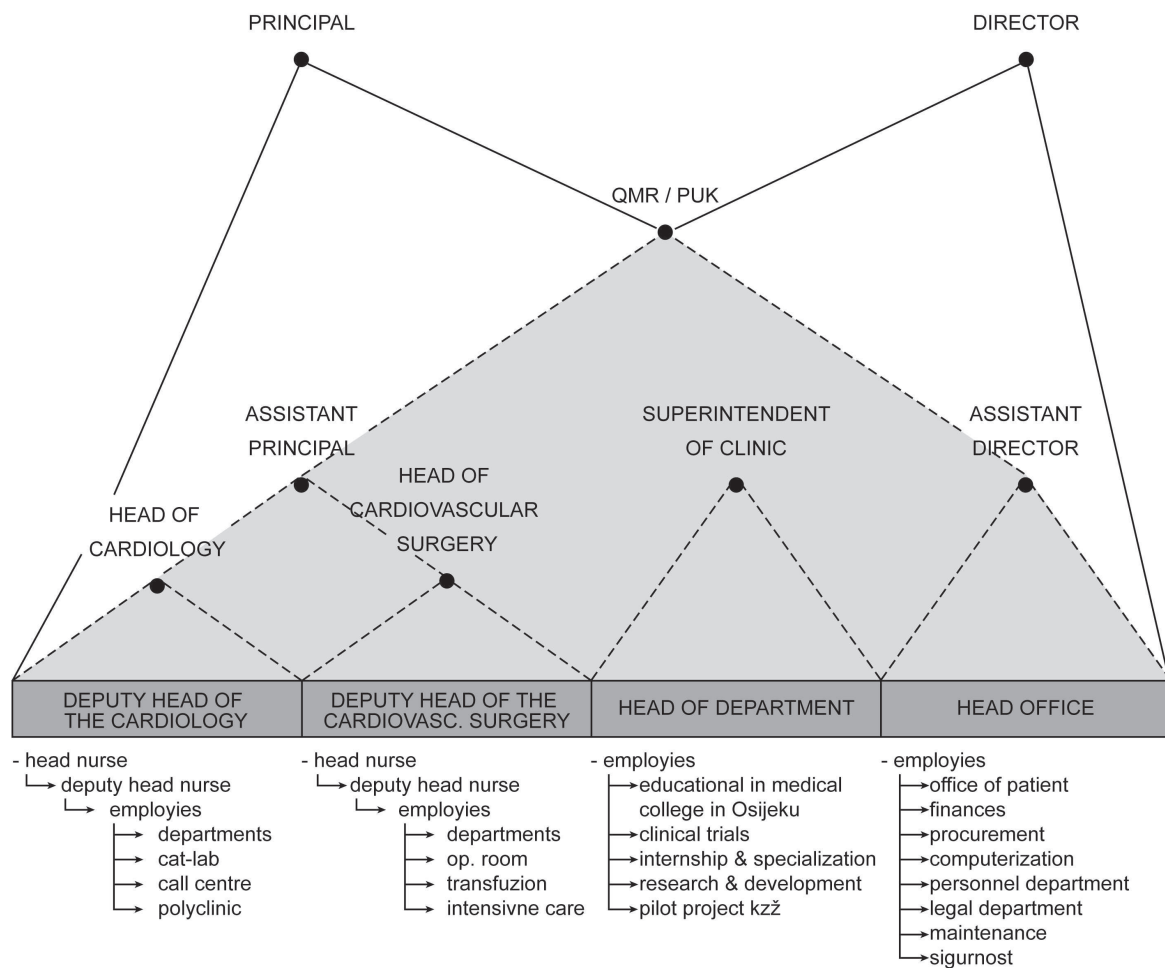 PRINCIPAL
DIRECTOR
QMR / PUK
ASSISTANT
PRINCIPAL
SUPERINTENDENT
OF CLINIC
ASSISTANT
DIRECTOR
HEAD OF
CARDIOVASCULAR
SURGERY
HEAD OF
CARDIOLOGY
DEPUTY HEAD OF
THE CARDIOLOGY
DEPUTY HEAD OF THE
CARDIOVASC. SURGERY
HEAD OF DEPARTMENT
HEAD OFFICE
- head nurse
deputy head nurse
employies
departments
cat-lab
call centre
polyclinic
- head nurse
deputy head nurse
employies
departments
op. room
transfuzion
intensivne care
- employies
educational in medical
college in Osijeku
clinical trials
internship & specialization
research & development
pilot project kzž
- employies
office of patient
finances
procurement
computerization
personnel department
legal department
maintenance
sigurnost